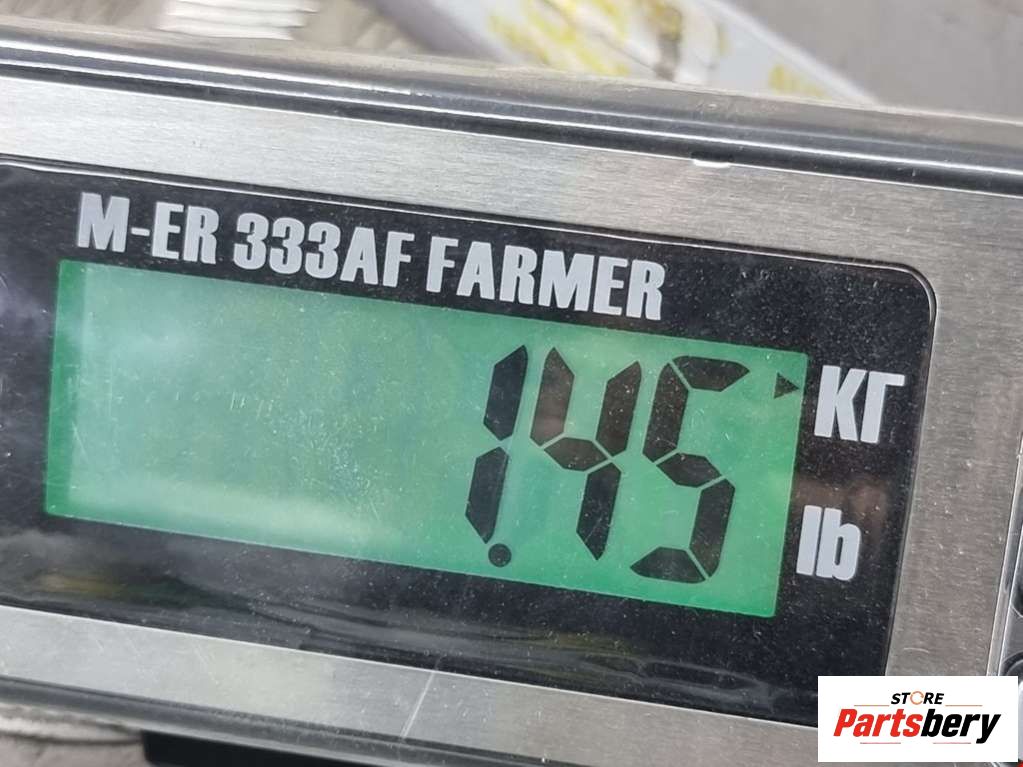 M-ER 333AF FARMER
1.45
КГ
lb
STORE
Partsbery